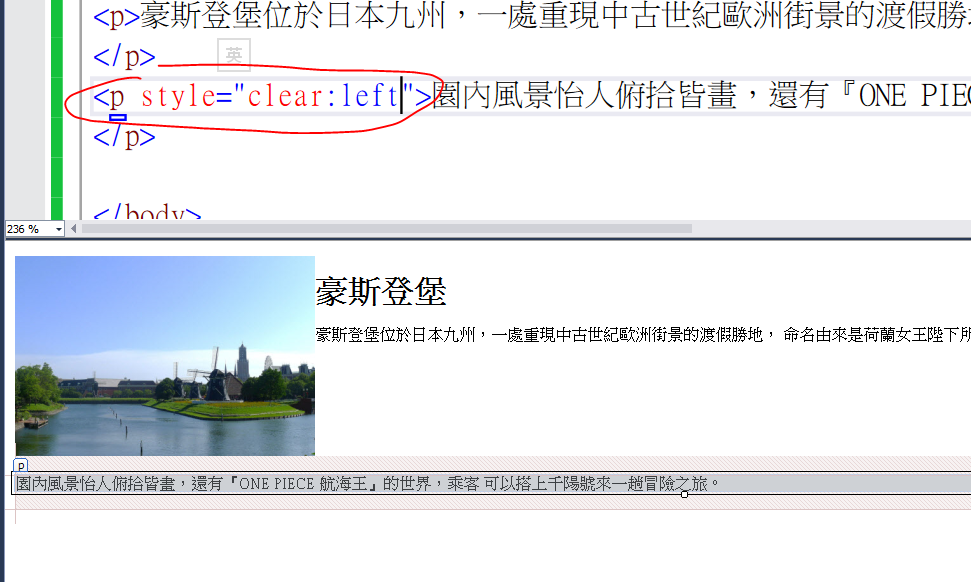 <p>豪斯登堡位於日本九州，一處重現中古世紀歐洲街景的渡假勝
</p>
英
<p style="clear:left">園內風景怡人俯拾皆畫，還有『ONE PIEC
</p>
</body>
236 %
豪斯登堡
豪斯登堡位於日本九州，一處重現中古世紀歐洲街景的渡假勝地， 命名由來是荷蘭女王陛下所
p
園內風景怡人俯拾皆畫，還有『ONE PIECE 航海王』的世界，乘客 可以搭上千陽號來一趟冒險之旅。